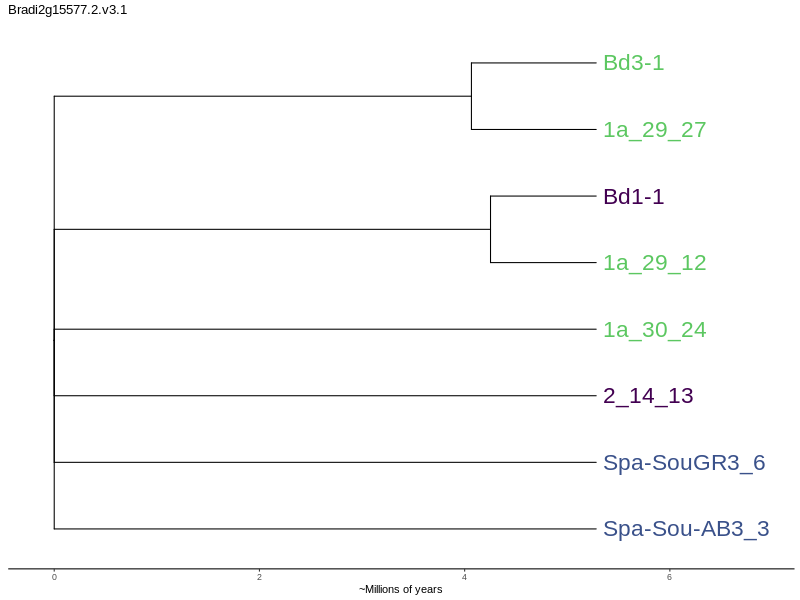 Bradi2g15577.2.v3.1
Bd3-1
1a_29_27
Bd1-1
1a_29_12
1a_30_24
2_14_13
Spa-SouGR3_6
Spa-Sou-AB3_3
0 2 4 6
~Millions of years